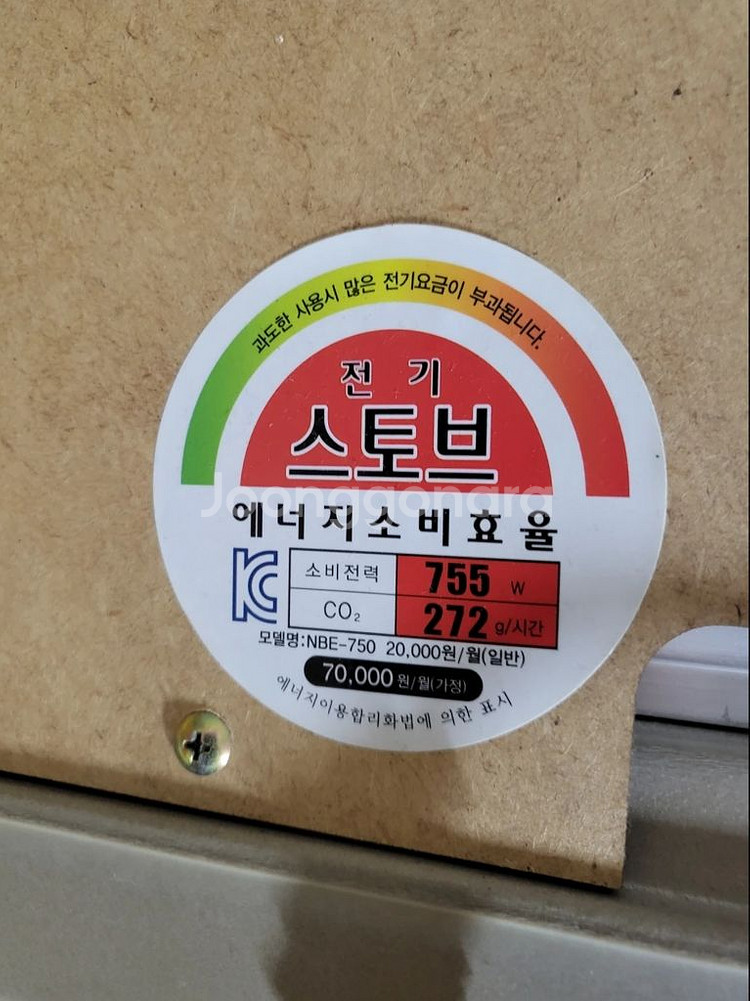 과도한 사용시 많은 전기요금이 부과됩니다.
전 기
스토브
Joonggonara
에너지소비효율
KC
소비전력 755 W
CO₂ 272 g/시간
모델명:NBE-750 20,000원/월(일반)
70,000원/월(가정)
에너지이용합리화법에 의한 표시